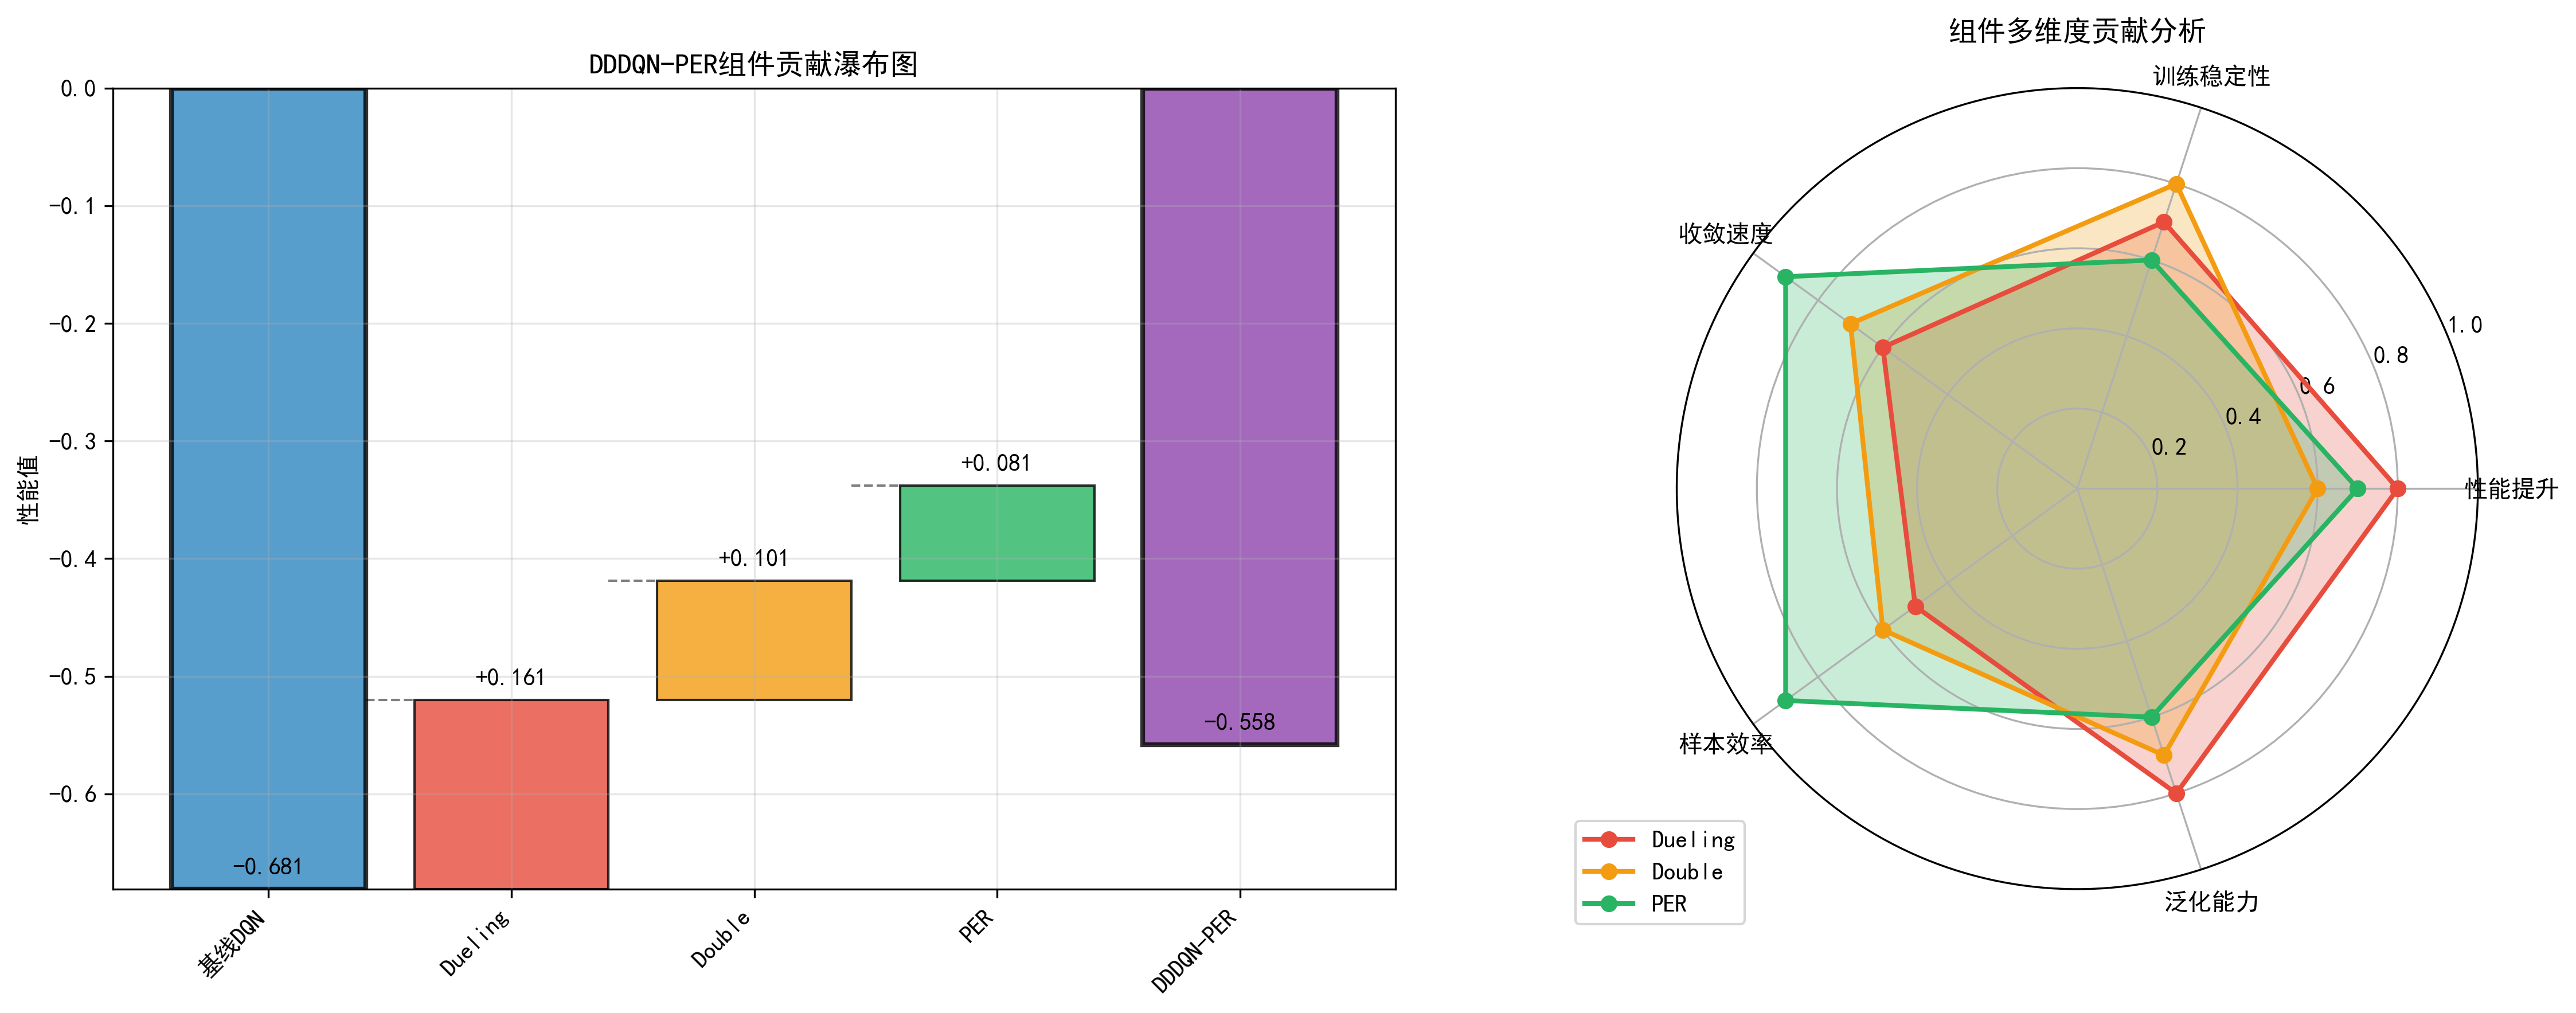 DDDQN-PER组件贡献瀑布图
性能值
0.0
−0.1
−0.2
−0.3
−0.4
−0.5
−0.6
−0.681
+0.161
+0.101
+0.081
−0.558
基线DQN
Dueling
Double
PER
DDDQN-PER
组件多维度贡献分析
训练稳定性
收敛速度
性能提升
样本效率
泛化能力
1.0
0.8
0.6
0.4
0.2
Dueling
Double
PER